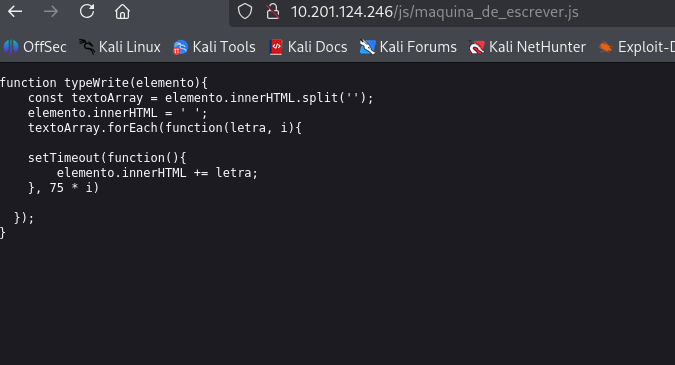 10.201.124.246/js/maquina_de_escrever.js
OffSec Kali Linux Kali Tools Kali Docs Kali Forums Kali NetHunter Exploit-D
function typeWrite(elemento){
    const textoArray = elemento.innerHTML.split('');
    elemento.innerHTML = ' ';
    textoArray.forEach(function(letra, i){
    setTimeout(function(){
        elemento.innerHTML += letra;
    }, 75 * i)
  });
}